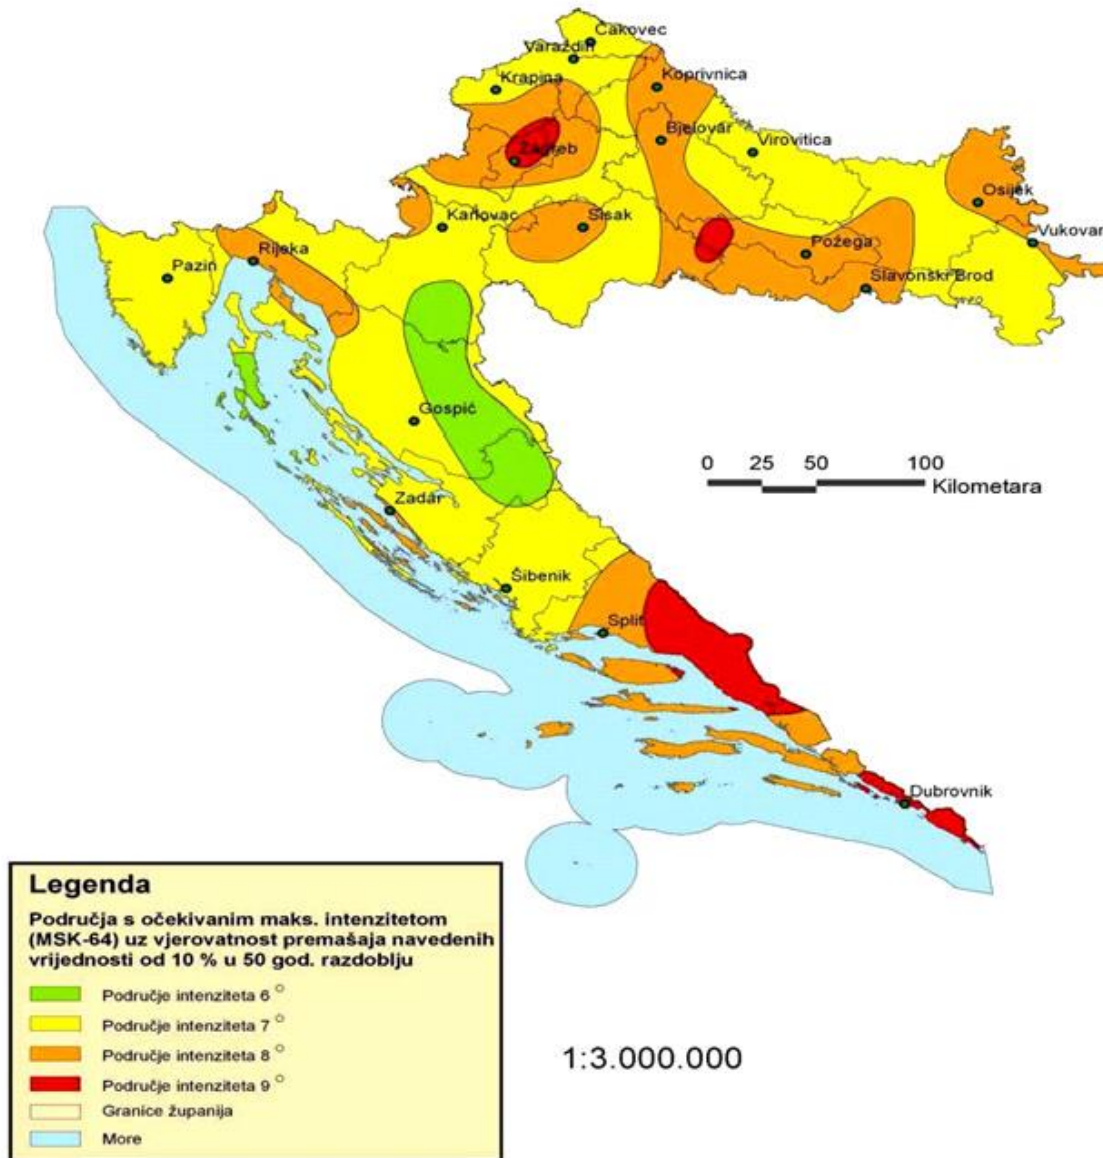 Čakovec
Varaždin
Krapina
Koprivnica
Bjelovar
Virovitica
Zagreb
Osijek
Karlovac
Sisak
Vukovar
Rijeka
Požega
Pazin
Slavonski Brod
Gospić
0 25 50 100
Kilometara
Zadar
Šibenik
Split
Dubrovnik
Legenda
Područja s očekivanim maks. intenzitetom
(MSK-64) uz vjerovatnost premašaja navedenih
vrijednosti od 10 % u 50 god. razdoblju
Područje intenziteta 6 °
Područje intenziteta 7 °
Područje intenziteta 8 °
Područje intenziteta 9 °
Granice županija
More
1:3.000.000